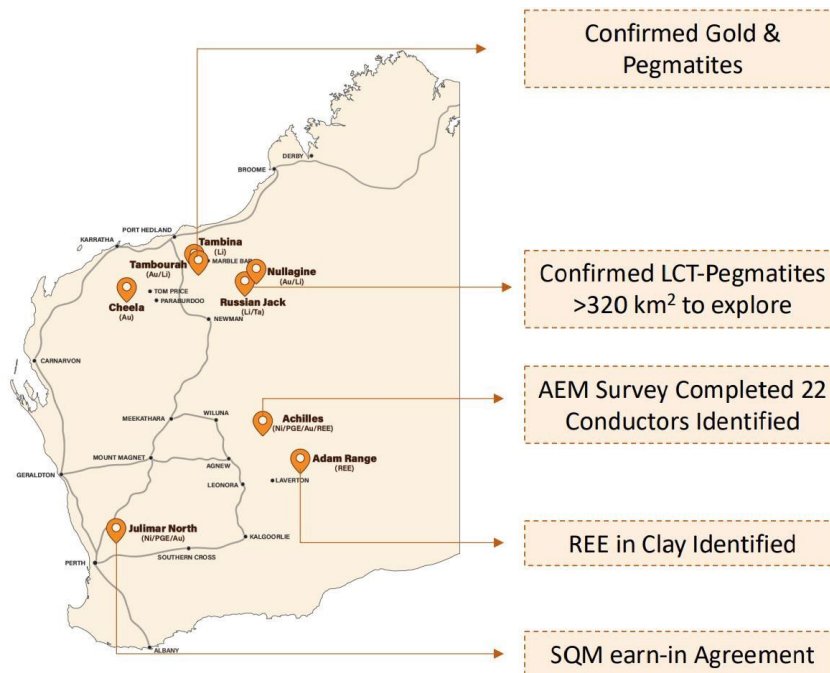 Confirmed Gold &
Pegmatites
DERBY
BROOME
PORT HEDLAND
KARRATHA
Tambina
(Li)
MARBLE BAR
Tambourah
(Au/Li)
Nullagine
(Au/Li)
Confirmed LCT-Pegmatites
>320 km² to explore
TOM PRICE
PARABURDOO
Russian Jack
(Li/Ta)
Cheela
(Au)
NEWMAN
CARNARVON
AEM Survey Completed 22
Conductors Identified
MEEKATHARA
WILUNA
Achilles
(Ni/PGE/Au/REE)
MOUNT MAGNET
AGNEW
Adam Range
(REE)
GERALDTON
LEONORA
LAVERTON
Julimar North
(Ni/PGE/Au)
KALGOORLIE
REE in Clay Identified
SOUTHERN CROSS
PERTH
ALBANY
SQM earn-in Agreement